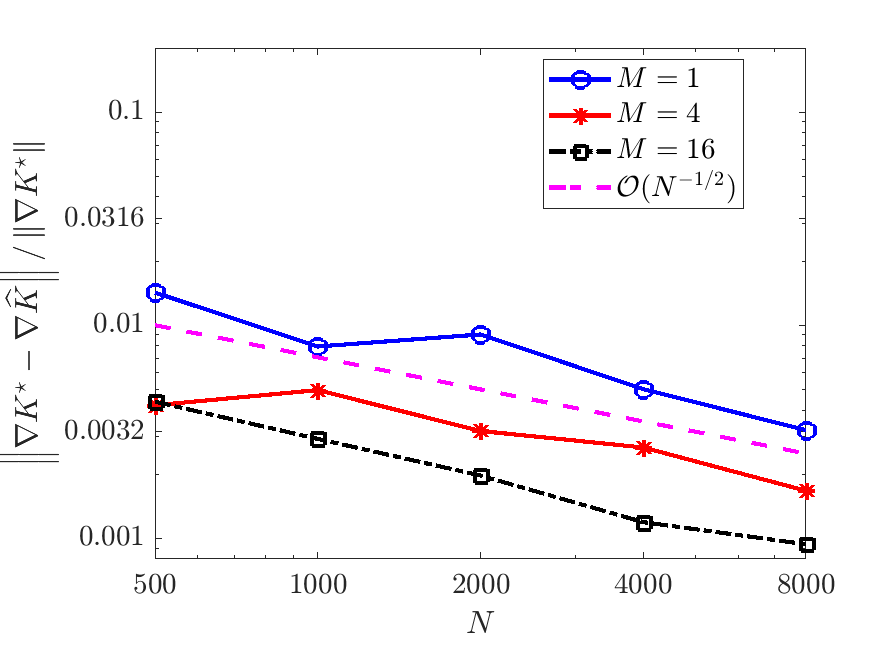 ‖∇K⋆ − ∇K̂‖ / ‖∇K⋆‖
0.1
0.0316
0.01
0.0032
0.001
500 1000 2000 4000 8000
N
M = 1
M = 4
M = 16
𝒪(N^{−1/2})